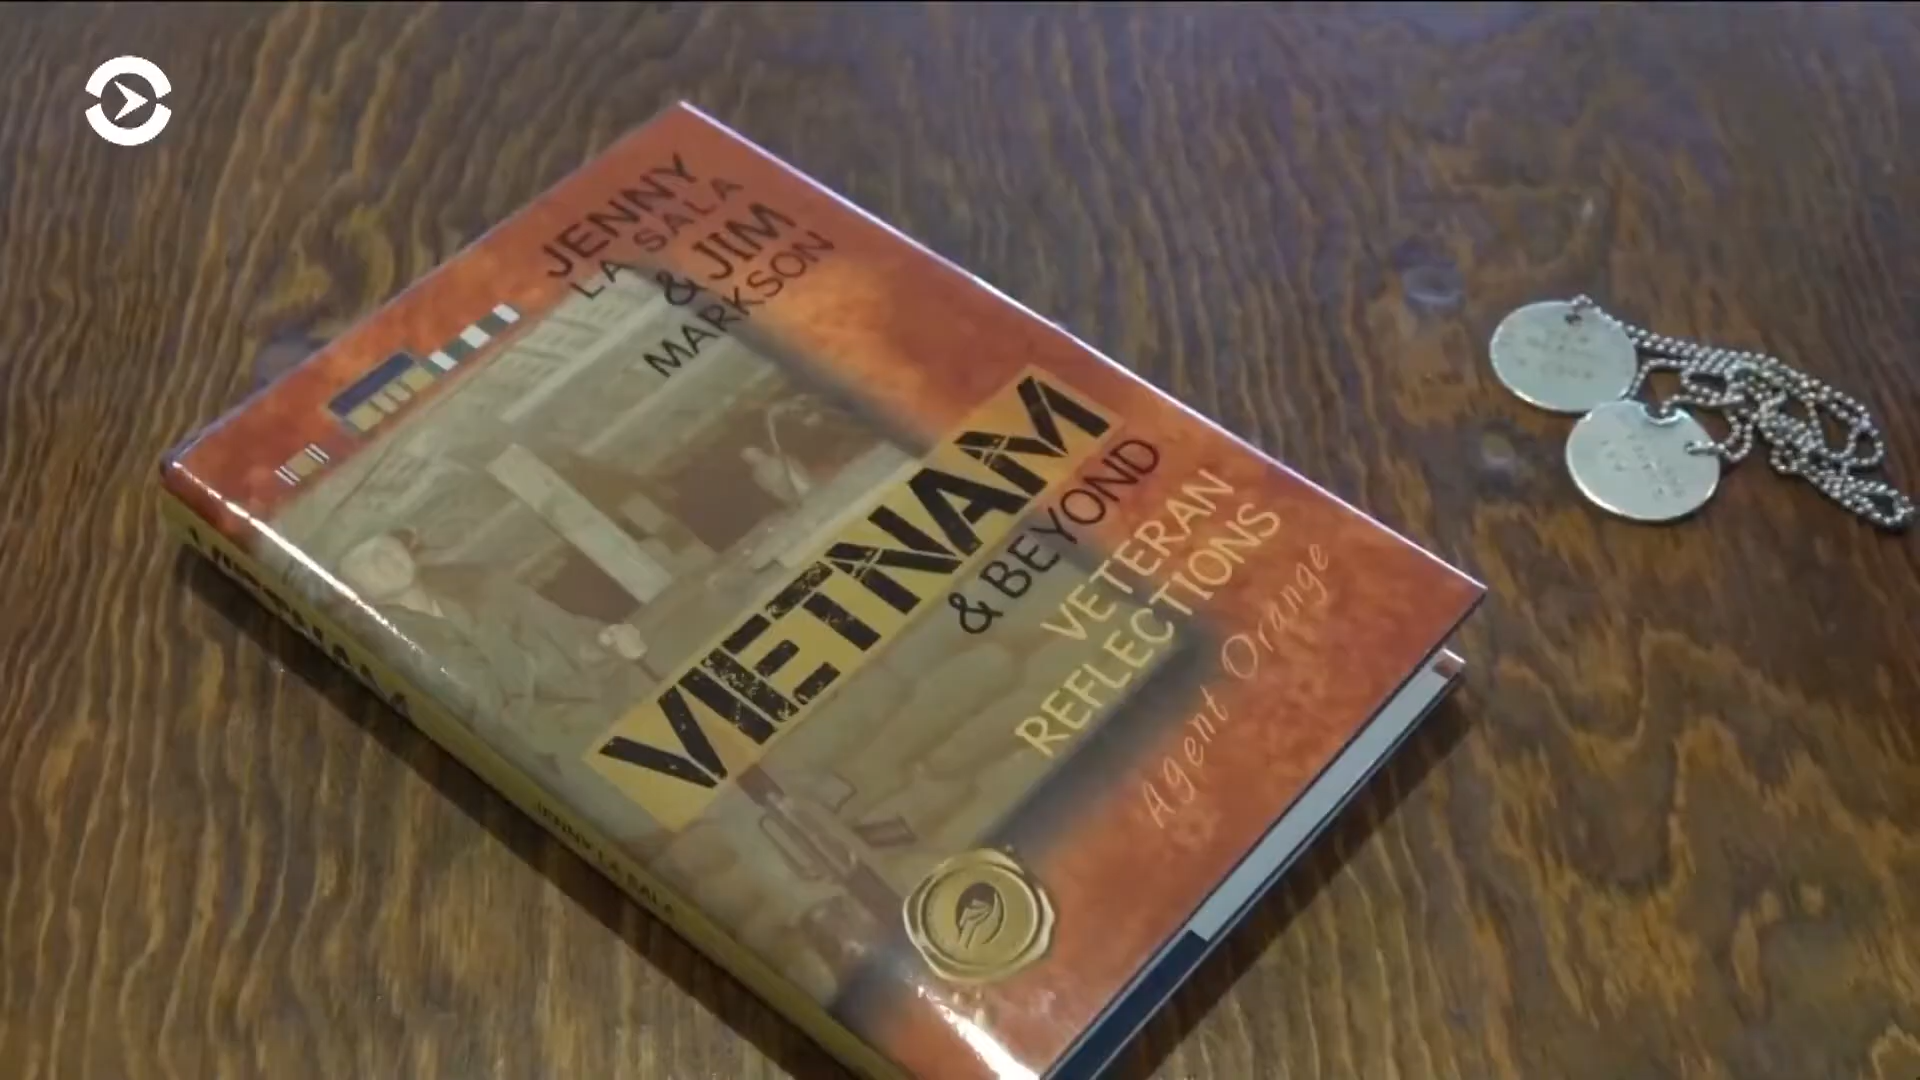 JENNY
LA SALA
& JIM
MARKSON
VIETNAM
& BEYOND
VETERAN
REFLECTIONS
Agent Orange
JENNY LA SALA